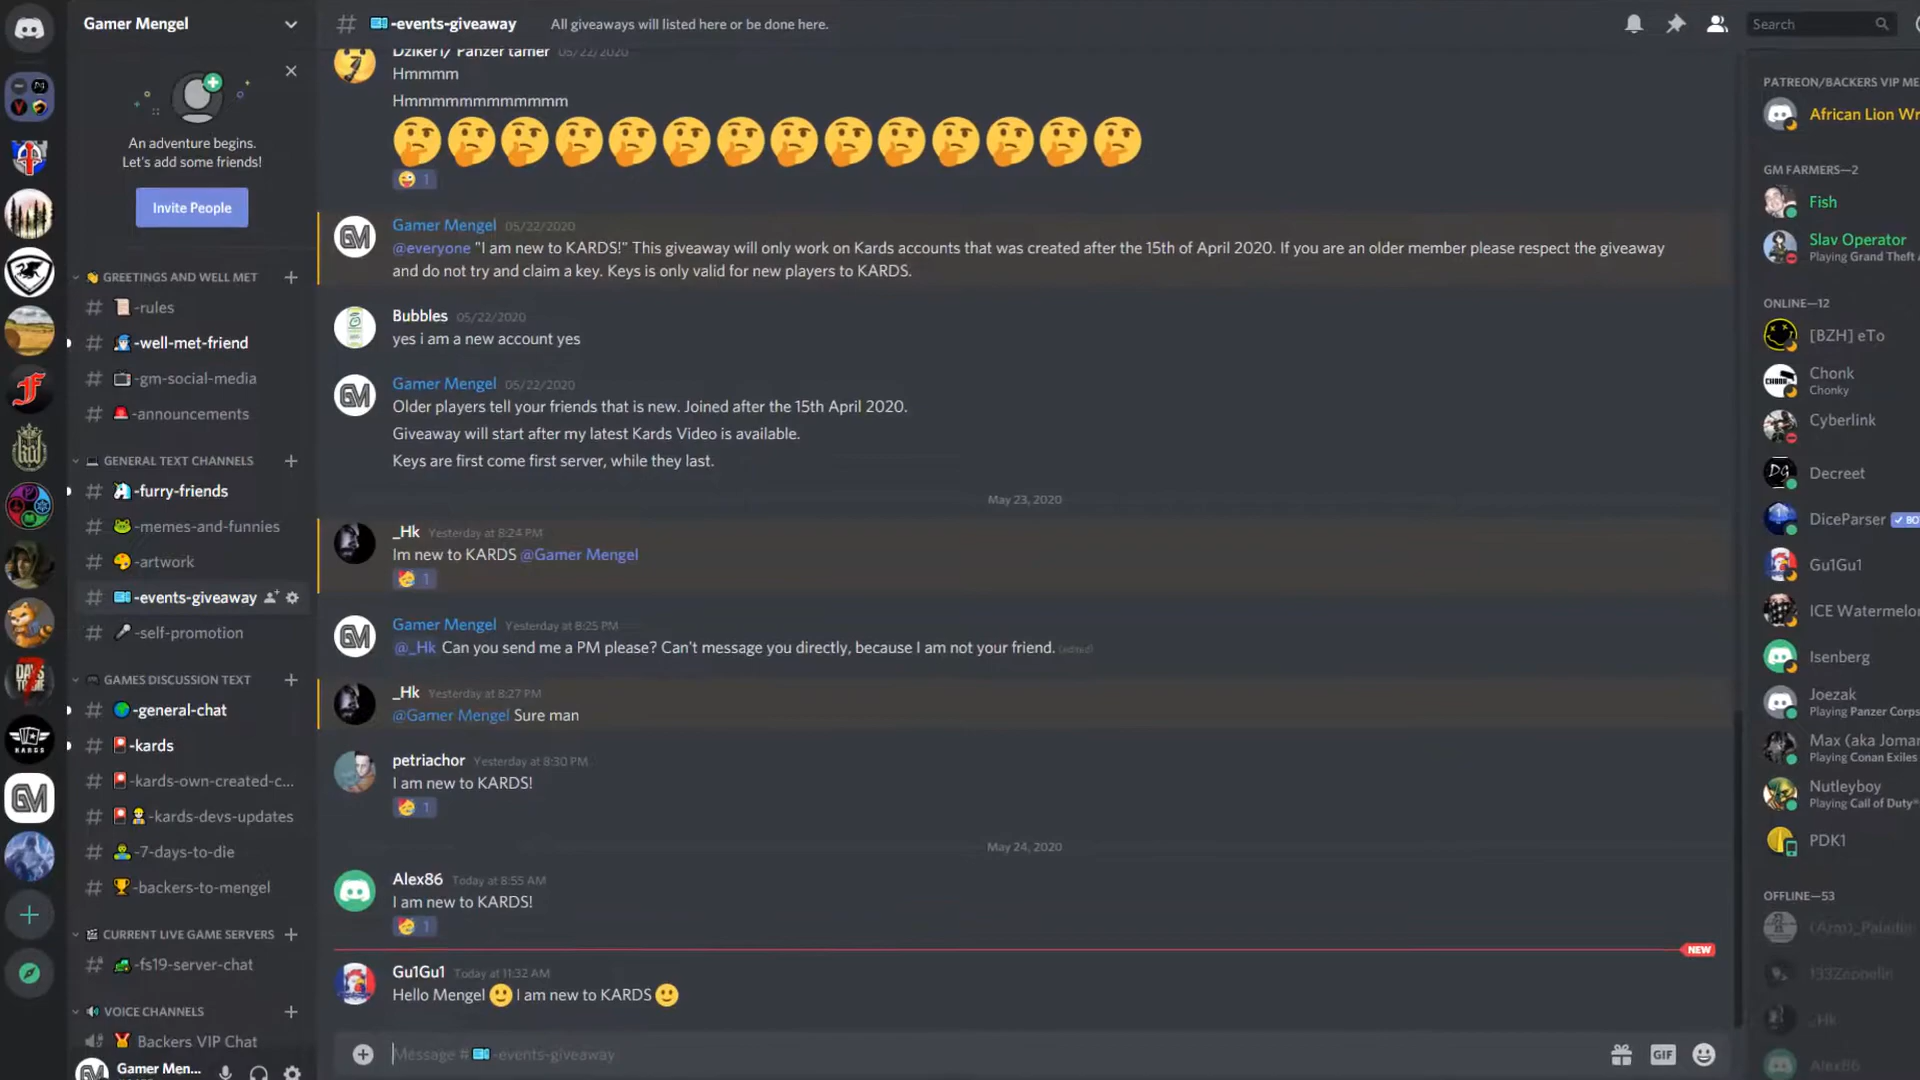 Gamer Mengel
An adventure begins.
Let's add some friends!
Invite People
GREETINGS AND WELL MET
-rules
-well-met-friend
-gm-social-media
-announcements
GENERAL TEXT CHANNELS
-furry-friends
-memes-and-funnies
-artwork
-events-giveaway
-self-promotion
GAMES DISCUSSION TEXT
-general-chat
-kards
-kards-own-created-c...
-kards-devs-updates
-7-days-to-die
-backers-to-mengel
CURRENT LIVE GAME SERVERS
-fs19-server-chat
VOICE CHANNELS
Backers VIP Chat
Gamer Men...
# -events-giveaway All giveaways will listed here or be done here.
Search
Panzer tamer 05/22/2020
Hmmmm
Hmmmmmmmmmmmm
1
Gamer Mengel 05/22/2020
@everyone "I am new to KARDS!" This giveaway will only work on Kards accounts that was created after the 15th of April 2020. If you are an older member please respect the giveaway
and do not try and claim a key. Keys is only valid for new players to KARDS.
Bubbles 05/22/2020
yes i am a new account yes
Gamer Mengel 05/22/2020
Older players tell your friends that is new. Joined after the 15th April 2020.
Giveaway will start after my latest Kards Video is available.
Keys are first come first server, while they last.
May 23, 2020
_Hk Yesterday at 8:24 PM
Im new to KARDS @Gamer Mengel
1
Gamer Mengel Yesterday at 8:25 PM
@_Hk Can you send me a PM please? Can't message you directly, because I am not your friend. (edited)
_Hk Yesterday at 8:27 PM
@Gamer Mengel Sure man
petriachor Yesterday at 8:30 PM
I am new to KARDS!
1
May 24, 2020
Alex86 Today at 8:55 AM
I am new to KARDS!
1
NEW
Gu1Gu1 Today at 11:32 AM
Hello Mengel I am new to KARDS
Message # -events-giveaway
GIF
PATREON/BACKERS VIP ME
African Lion Wr
GM FARMERS—2
Fish
Slav Operator
Playing Grand Theft A
ONLINE—12
[BZH] eTo
Chonk
Chonky
Cyberlink
Decreet
DiceParser BO
Gu1Gu1
ICE Watermelo
Isenberg
Joezak
Playing Panzer Corps
Max (aka Jomar
Playing Conan Exiles
Nutleyboy
Playing Call of Duty®
PDK1
OFFLINE—53
133Zeppelin
_Hk
Alex86